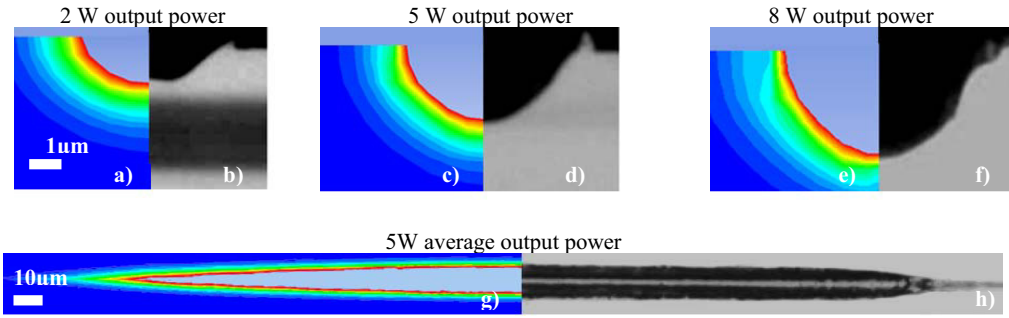 2 W output power
5 W output power
8 W output power
1um
a)
b)
c)
d)
e)
f)
5W average output power
10um
g)
h)